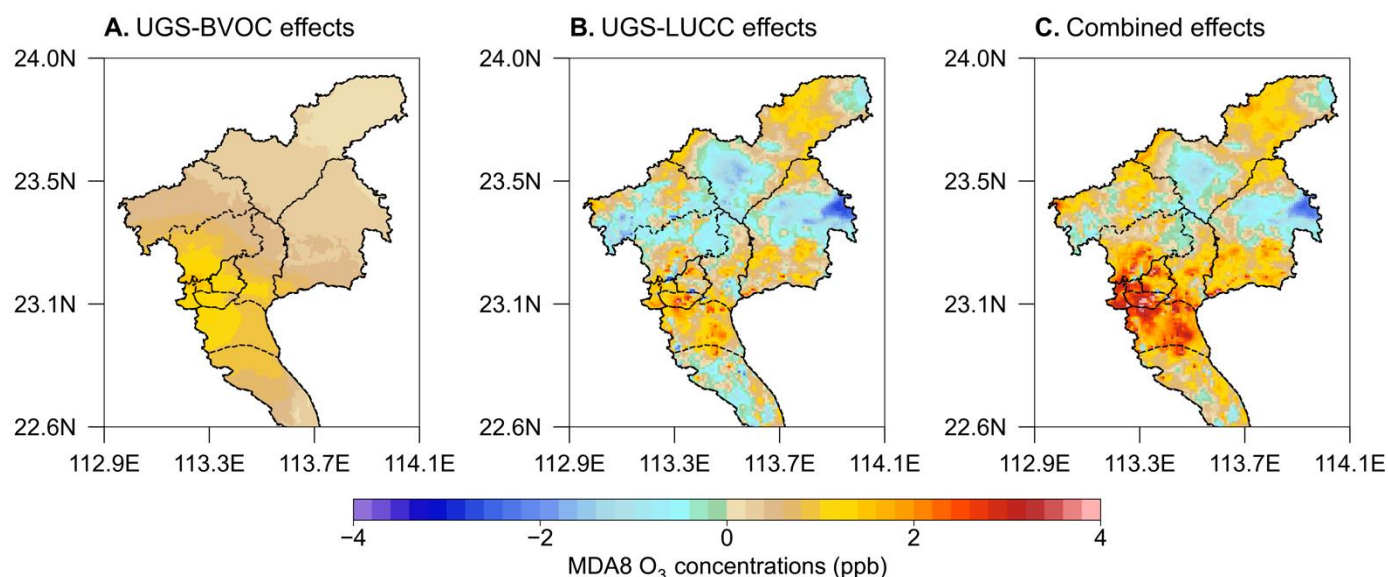 A. UGS-BVOC effects
B. UGS-LUCC effects
C. Combined effects
24.0N
23.5N
23.1N
22.6N
112.9E 113.3E 113.7E 114.1E
24.0N
23.5N
23.1N
22.6N
112.9E 113.3E 113.7E 114.1E
24.0N
23.5N
23.1N
22.6N
112.9E 113.3E 113.7E 114.1E
−4 −2 0 2 4
MDA8 O₃ concentrations (ppb)